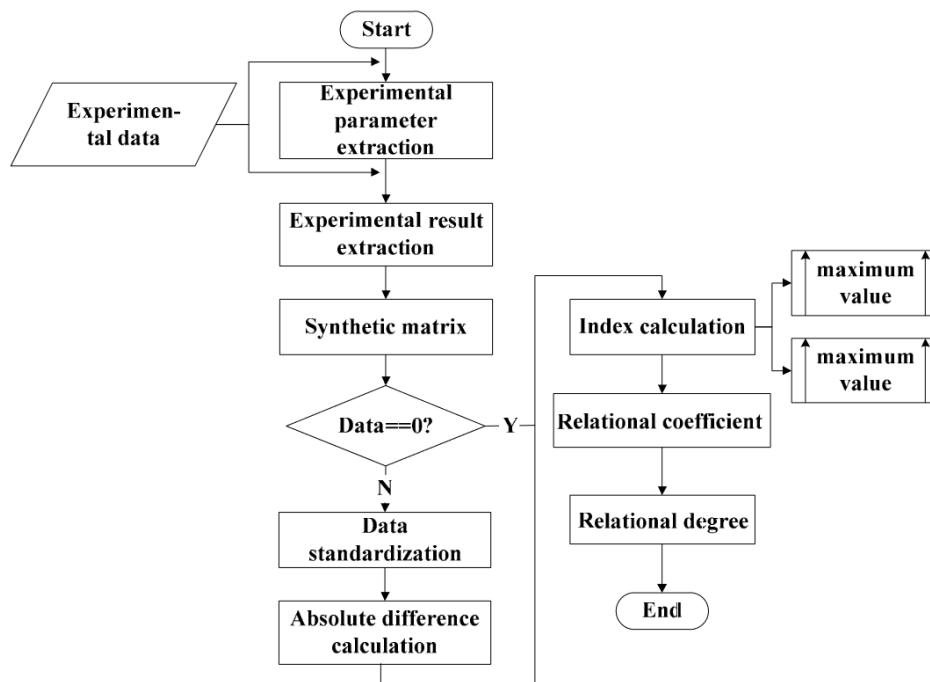 Start
Experimen-
tal data
Experimental
parameter
extraction
Experimental result
extraction
Synthetic matrix
Data==0?
Y
N
Data
standardization
Absolute difference
calculation
Index calculation
maximum
value
maximum
value
Relational coefficient
Relational degree
End